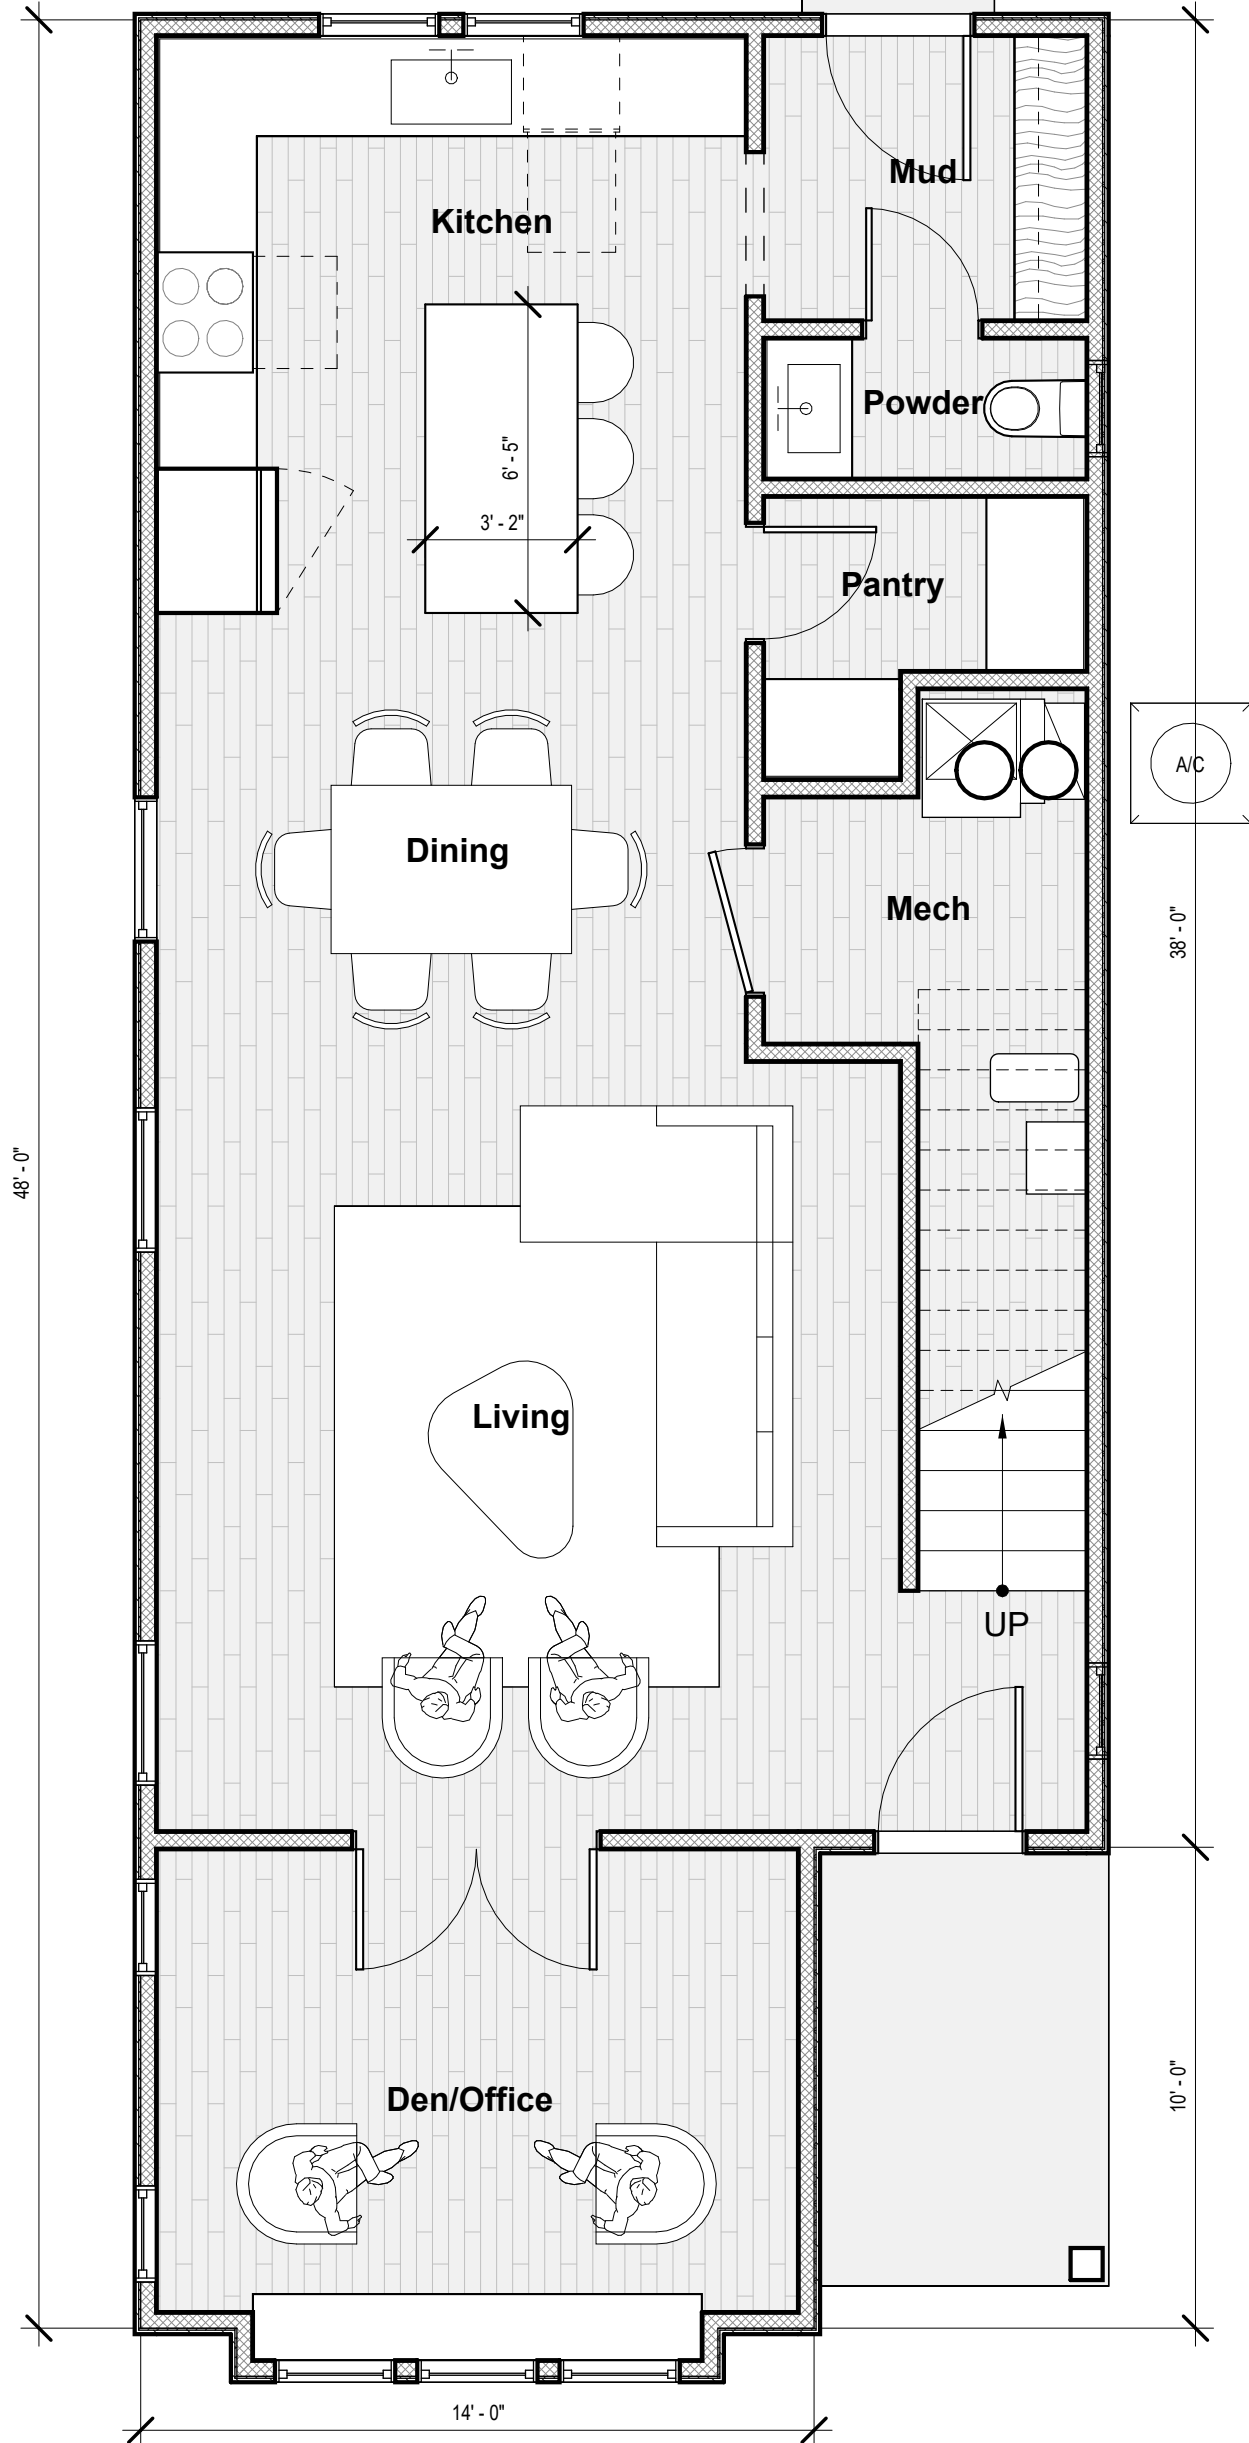 Mud
Kitchen
Powder
6' - 5"
3' - 2"
Pantry
A/C
Dining
Mech
38' - 0"
48' - 0"
Living
UP
Den/Office
10' - 0"
14' - 0"